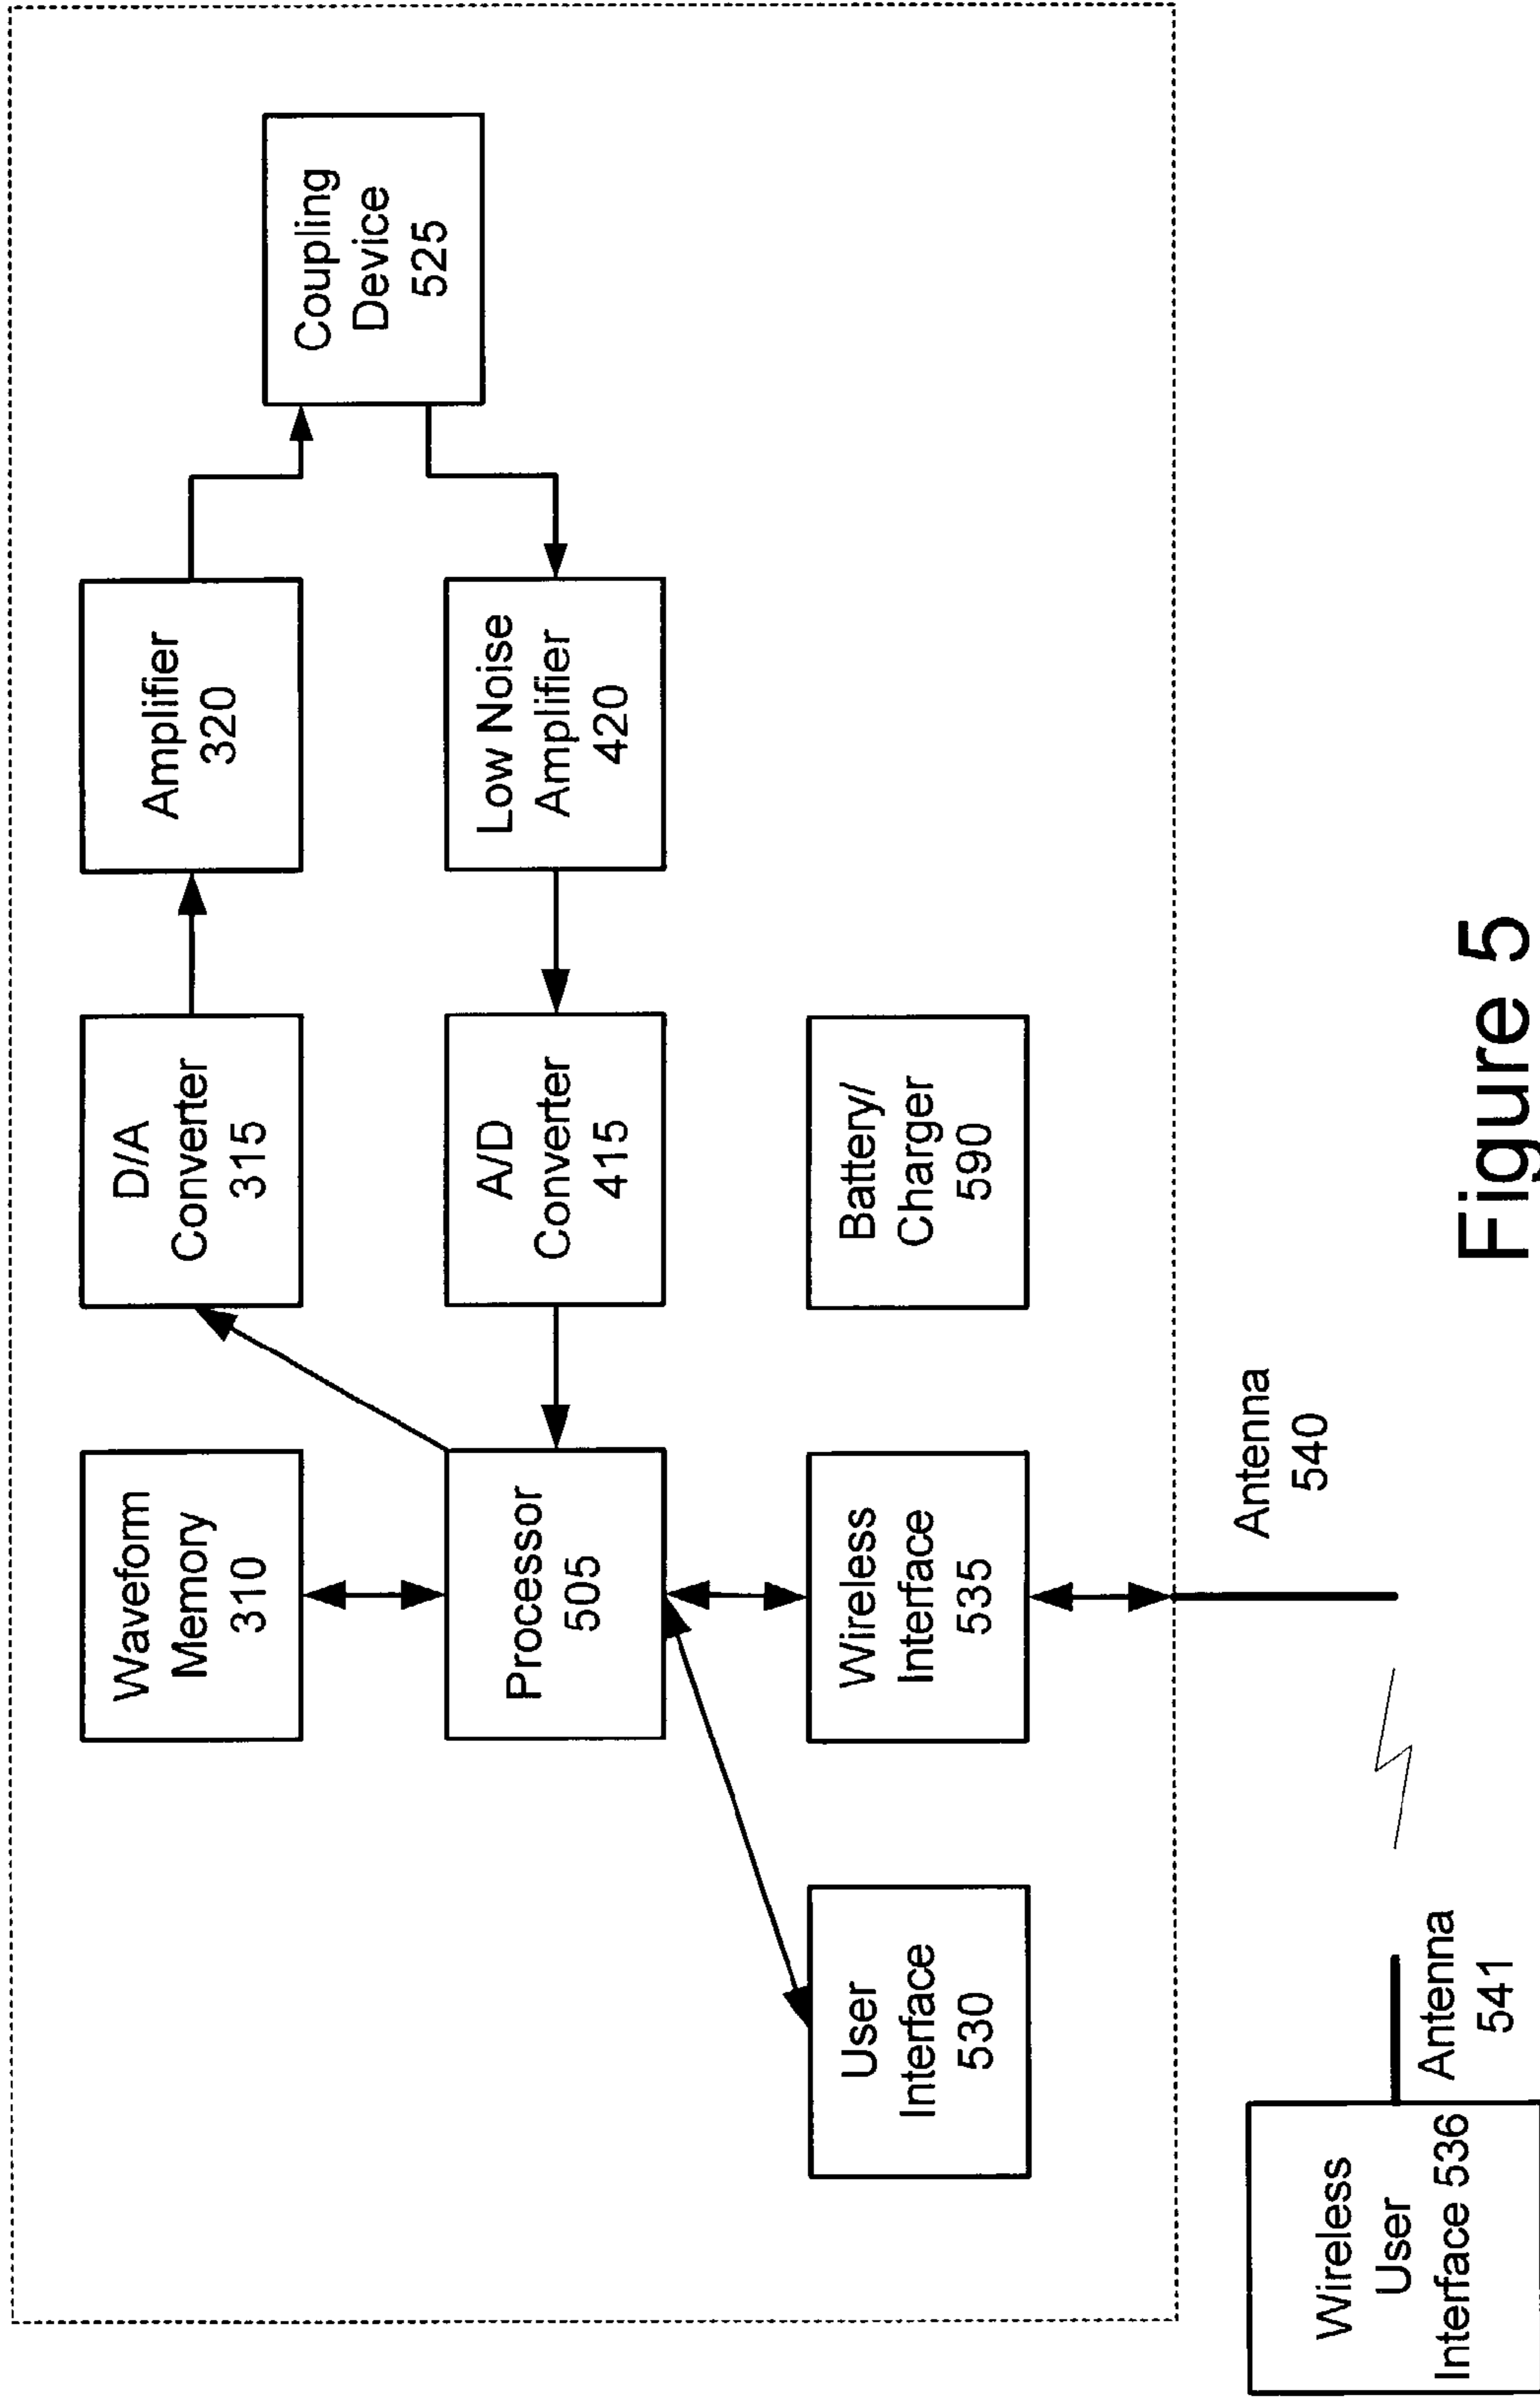 Waveform
Memory
310
D/A
Converter
315
Amplifier
320
Coupling
Device
525
Processor
505
A/D
Converter
415
Low Noise
Amplifier
420
User
Interface
530
Wireless
Interface
535
Battery/
Charger
590
Antenna
540
Wireless
User
Interface 536
Antenna
541
Figure 5